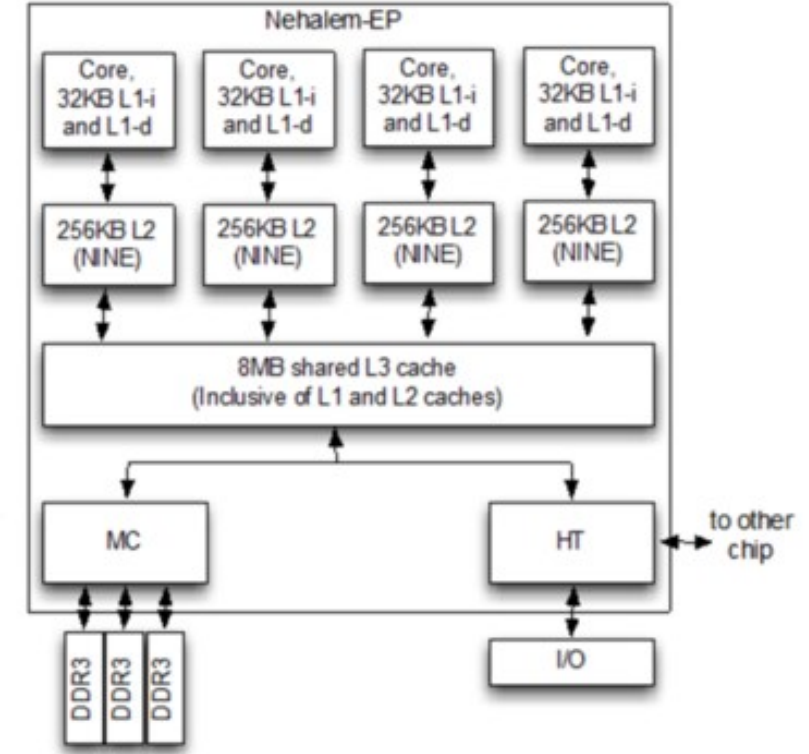 Nehalem-EP
Core,
32KB L1-i
and L1-d
Core,
32KB L1-i
and L1-d
Core,
32KB L1-i
and L1-d
Core,
32KB L1-i
and L1-d
256KB L2
(NINE)
256KB L2
(NINE)
256KB L2
(NINE)
256KB L2
(NINE)
8MB shared L3 cache
(Inclusive of L1 and L2 caches)
MC
HT
to other
chip
DDR3
DDR3
DDR3
I/O